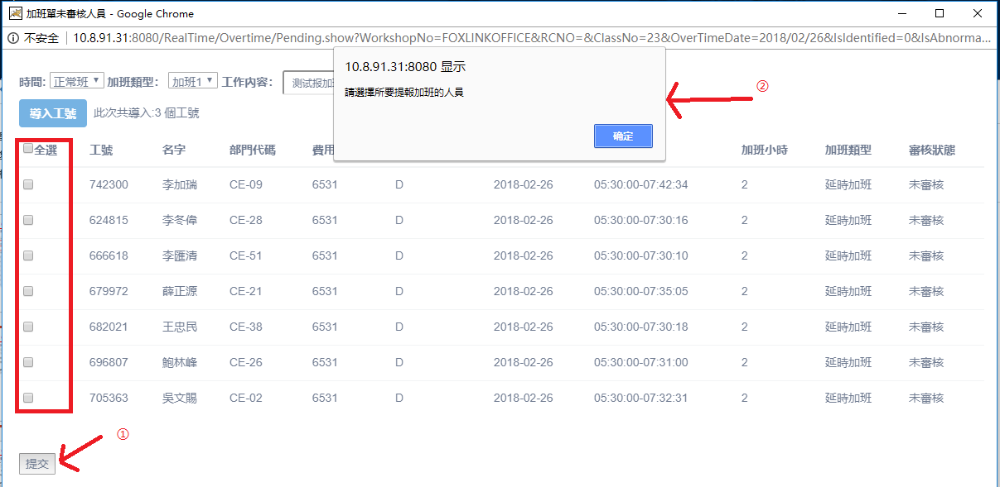 加班單未審核人員 - Google Chrome
不安全 10.8.91.31:8080/RealTime/Overtime/Pending.show?WorkshopNo=FOXLINKOFFICE&RCNO=&ClassNo=23&OverTimeDate=2018/02/26&IsIdentified=0&IsAbnorma...
10.8.91.31:8080 显示
請選擇所要提報加班的人員
确定
②
時間: 正常班 加班類型: 加班1 工作内容: 测试报加
導入工號 此次共導入:3 個工號
全選 工號 名字 部門代碼 費用 加班小時 加班類型 審核狀態
742300 李加瑞 CE-09 6531 D 2018-02-26 05:30:00-07:42:34 2 延時加班 未審核
624815 李冬偉 CE-28 6531 D 2018-02-26 05:30:00-07:30:16 2 延時加班 未審核
666618 李匯清 CE-51 6531 D 2018-02-26 05:30:00-07:30:10 2 延時加班 未審核
679972 薛正源 CE-21 6531 D 2018-02-26 05:30:00-07:35:05 2 延時加班 未審核
682021 王忠民 CE-38 6531 D 2018-02-26 05:30:00-07:30:18 2 延時加班 未審核
696807 鮑林峰 CE-26 6531 D 2018-02-26 05:30:00-07:31:00 2 延時加班 未審核
705363 吳文賜 CE-02 6531 D 2018-02-26 05:30:00-07:32:31 2 延時加班 未審核
①
提交